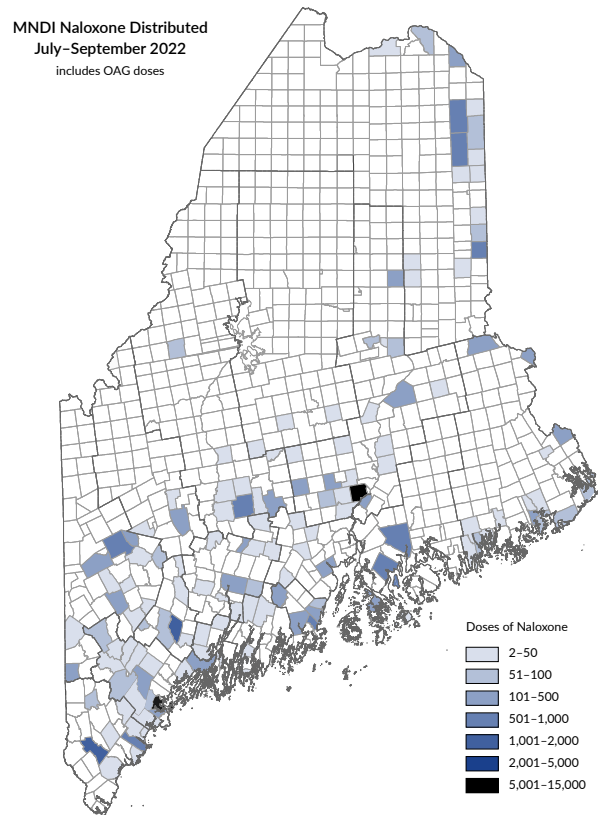 MNDI Naloxone Distributed
July–September 2022
includes OAG doses
Doses of Naloxone
2–50
51–100
101–500
501–1,000
1,001–2,000
2,001–5,000
5,001–15,000